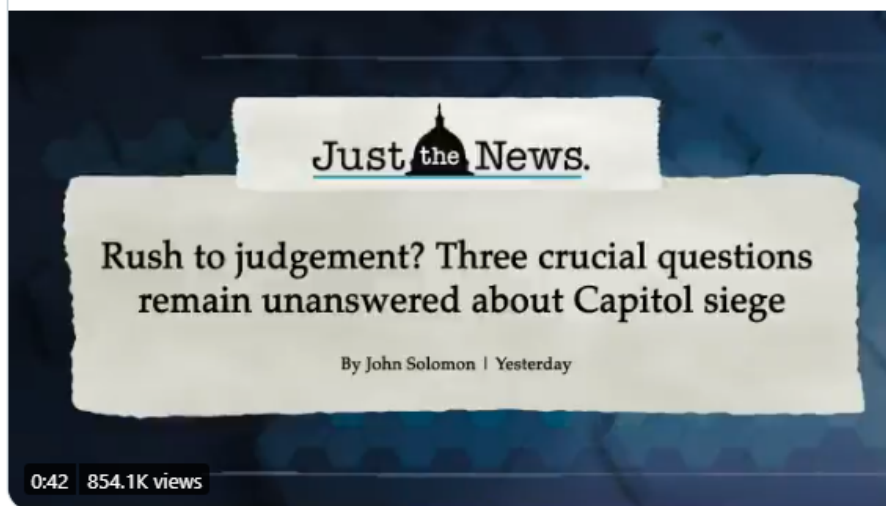 Just the News.
Rush to judgement? Three crucial questions
remain unanswered about Capitol siege
By John Solomon | Yesterday
0:42 854.1K views